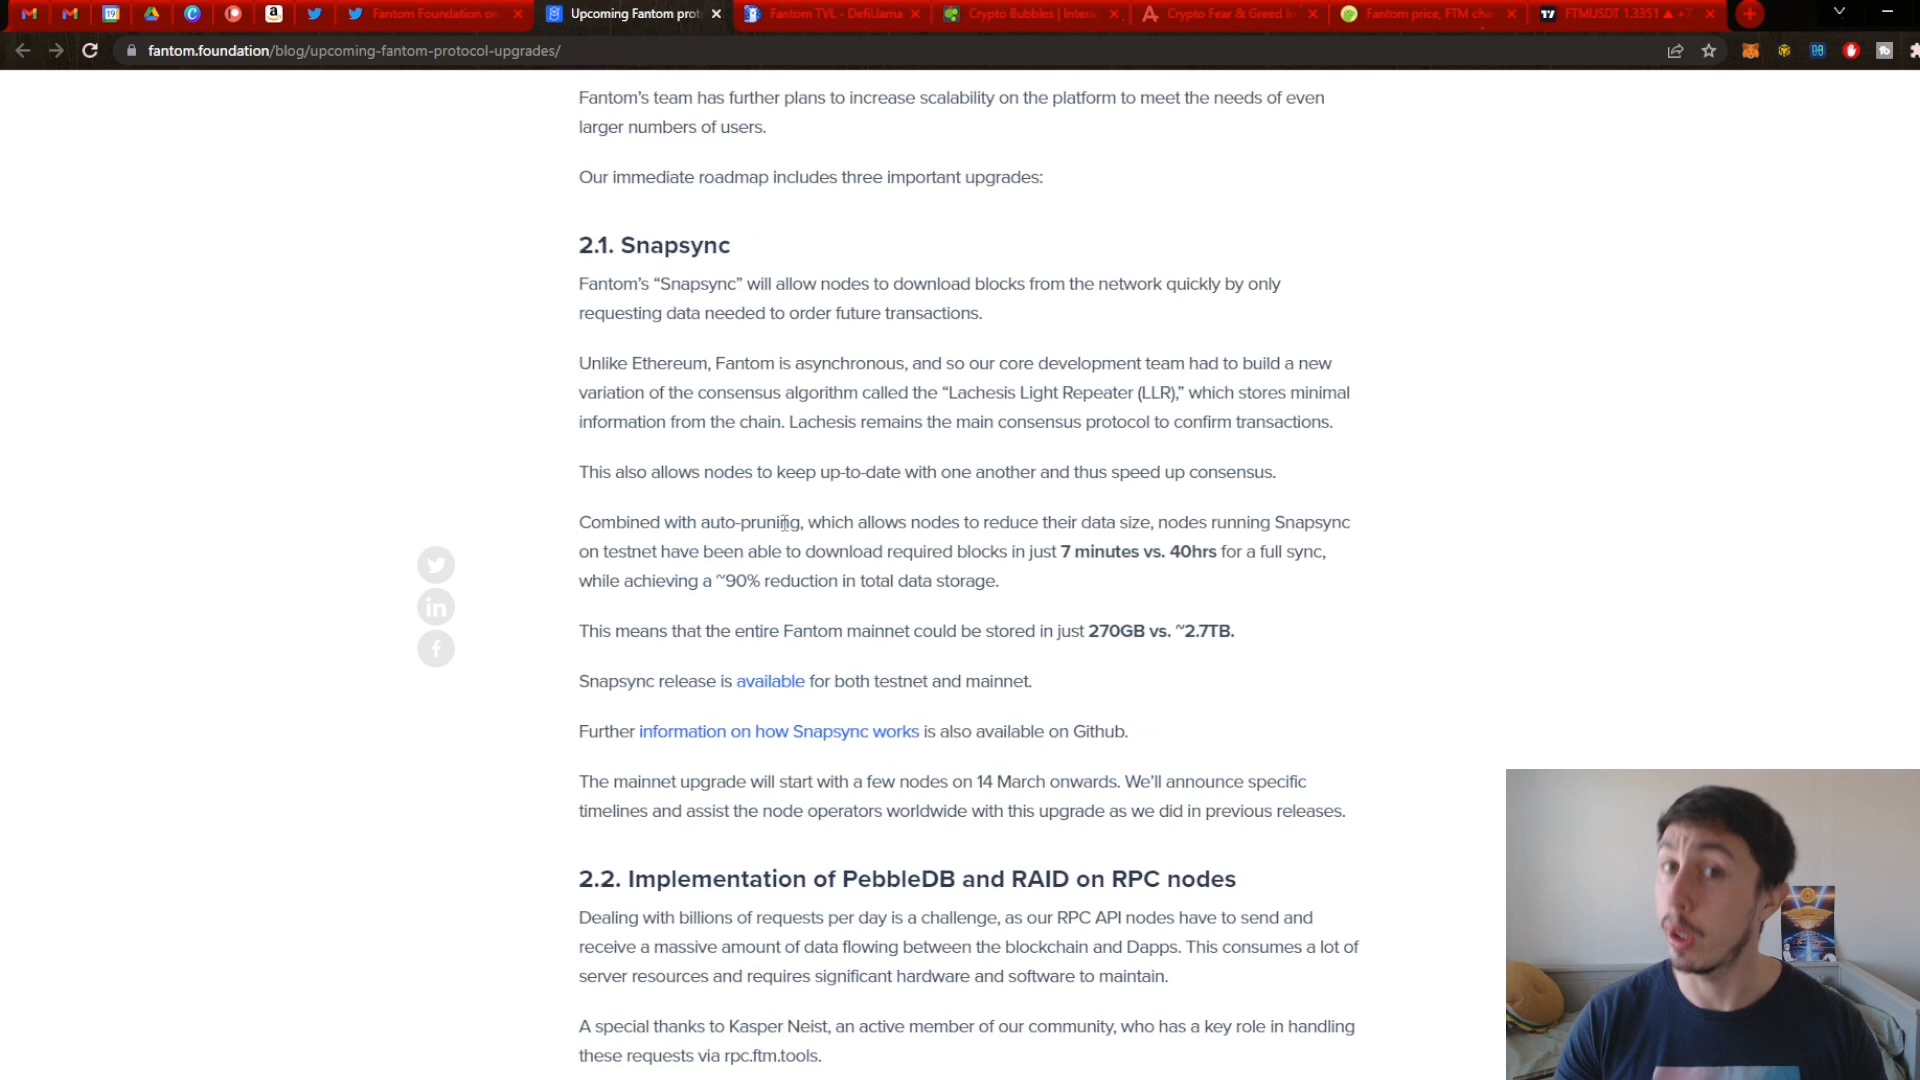 Fantom Foundation on
Upcoming Fantom prot
Fantom TVL - DefiLlama
Crypto Bubbles | Intera
Crypto Fear & Greed I
Fantom price, FTM cha
FTMUSDT 1.3351 ▲ +7
fantom.foundation/blog/upcoming-fantom-protocol-upgrades/
Fantom’s team has further plans to increase scalability on the platform to meet the needs of even
larger numbers of users.
Our immediate roadmap includes three important upgrades:
2.1. Snapsync
Fantom’s “Snapsync” will allow nodes to download blocks from the network quickly by only
requesting data needed to order future transactions.
Unlike Ethereum, Fantom is asynchronous, and so our core development team had to build a new
variation of the consensus algorithm called the “Lachesis Light Repeater (LLR),” which stores minimal
information from the chain. Lachesis remains the main consensus protocol to confirm transactions.
This also allows nodes to keep up-to-date with one another and thus speed up consensus.
Combined with auto-pruning, which allows nodes to reduce their data size, nodes running Snapsync
on testnet have been able to download required blocks in just 7 minutes vs. 40hrs for a full sync,
while achieving a ~90% reduction in total data storage.
This means that the entire Fantom mainnet could be stored in just 270GB vs. ~2.7TB.
Snapsync release is available for both testnet and mainnet.
Further information on how Snapsync works is also available on Github.
The mainnet upgrade will start with a few nodes on 14 March onwards. We’ll announce specific
timelines and assist the node operators worldwide with this upgrade as we did in previous releases.
2.2. Implementation of PebbleDB and RAID on RPC nodes
Dealing with billions of requests per day is a challenge, as our RPC API nodes have to send and
receive a massive amount of data flowing between the blockchain and Dapps. This consumes a lot of
server resources and requires significant hardware and software to maintain.
A special thanks to Kasper Neist, an active member of our community, who has a key role in handling
these requests via rpc.ftm.tools.